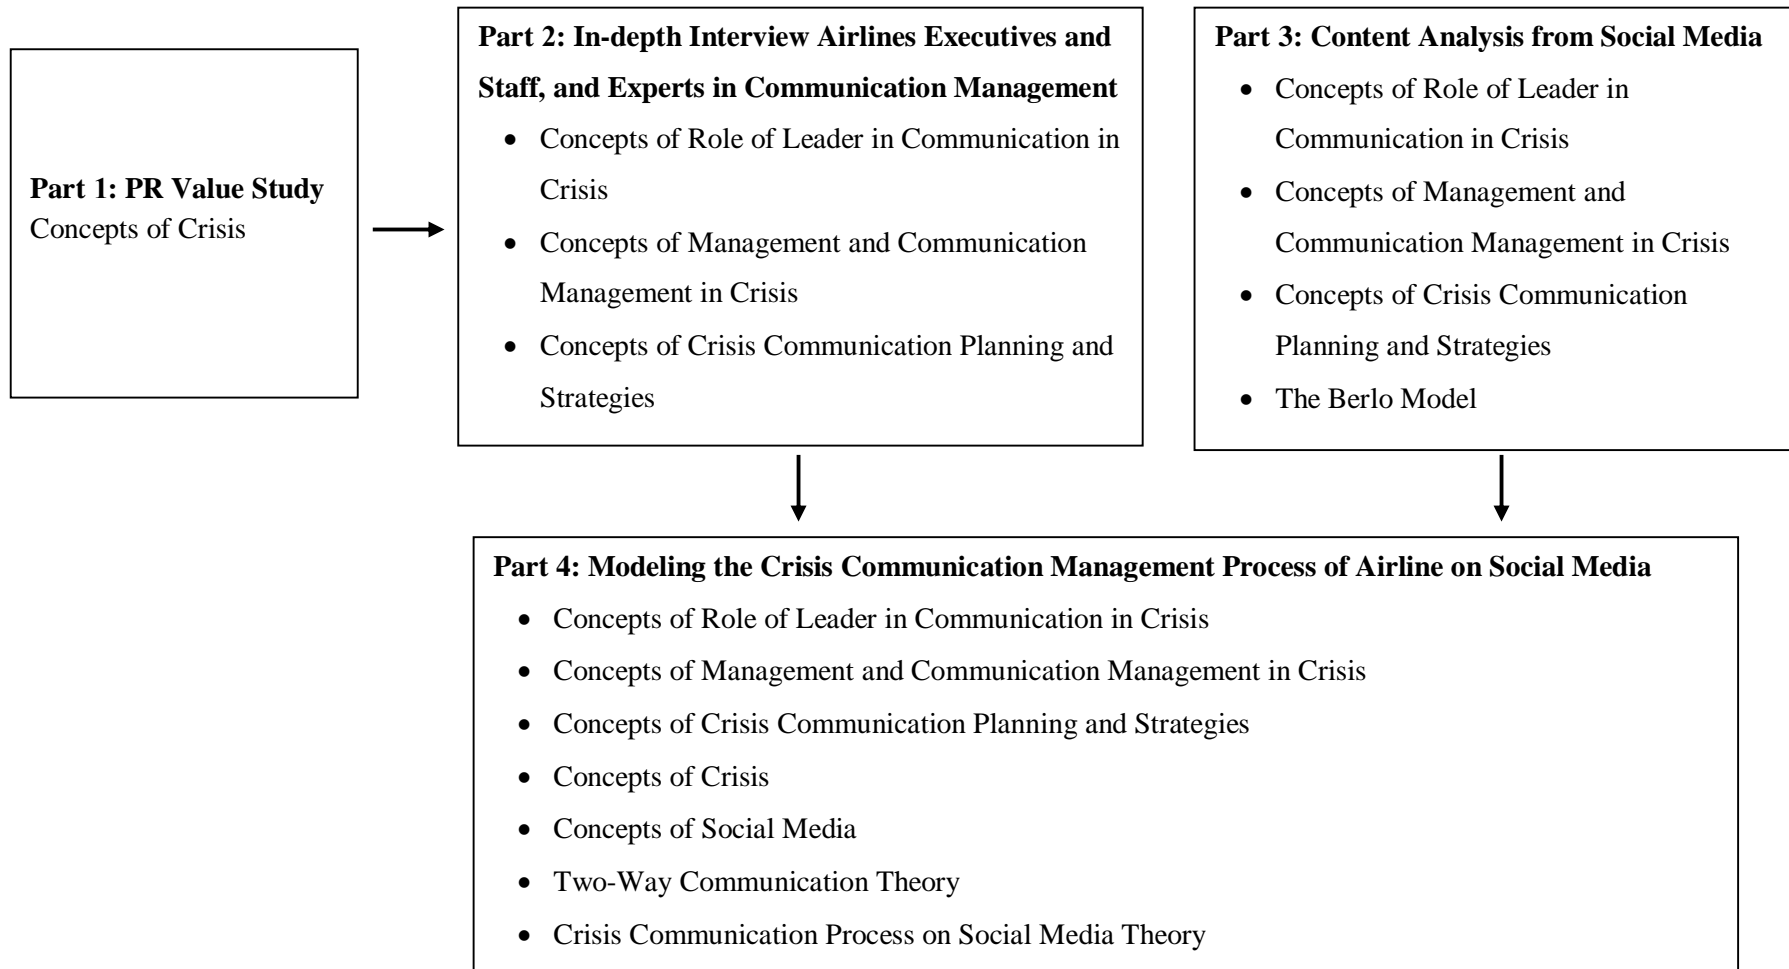 Part 1: PR Value Study
Concepts of Crisis
Part 2: In-depth Interview Airlines Executives and
Staff, and Experts in Communication Management
• Concepts of Role of Leader in Communication in
Crisis
• Concepts of Management and Communication
Management in Crisis
• Concepts of Crisis Communication Planning and
Strategies
Part 3: Content Analysis from Social Media
• Concepts of Role of Leader in
Communication in Crisis
• Concepts of Management and
Communication Management in Crisis
• Concepts of Crisis Communication
Planning and Strategies
• The Berlo Model
Part 4: Modeling the Crisis Communication Management Process of Airline on Social Media
• Concepts of Role of Leader in Communication in Crisis
• Concepts of Management and Communication Management in Crisis
• Concepts of Crisis Communication Planning and Strategies
• Concepts of Crisis
• Concepts of Social Media
• Two-Way Communication Theory
• Crisis Communication Process on Social Media Theory